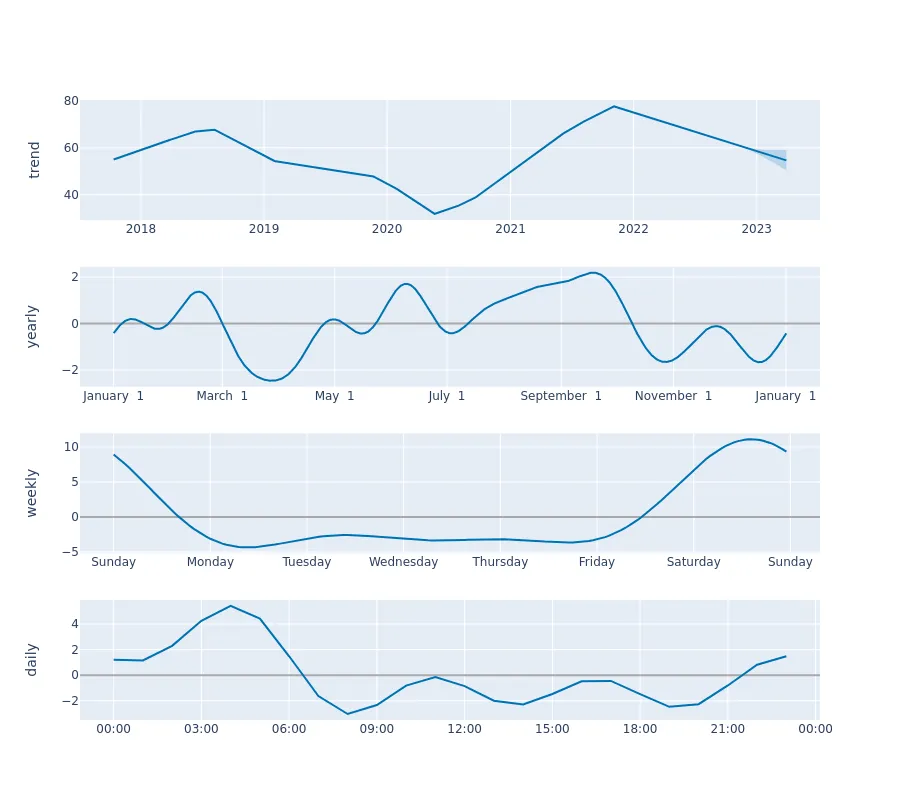 trend
80
60
40
2018 2019 2020 2021 2022 2023
yearly
2
0
−2
January 1 March 1 May 1 July 1 September 1 November 1 January 1
weekly
10
5
0
−5
Sunday Monday Tuesday Wednesday Thursday Friday Saturday Sunday
daily
4
2
0
−2
00:00 03:00 06:00 09:00 12:00 15:00 18:00 21:00 00:00